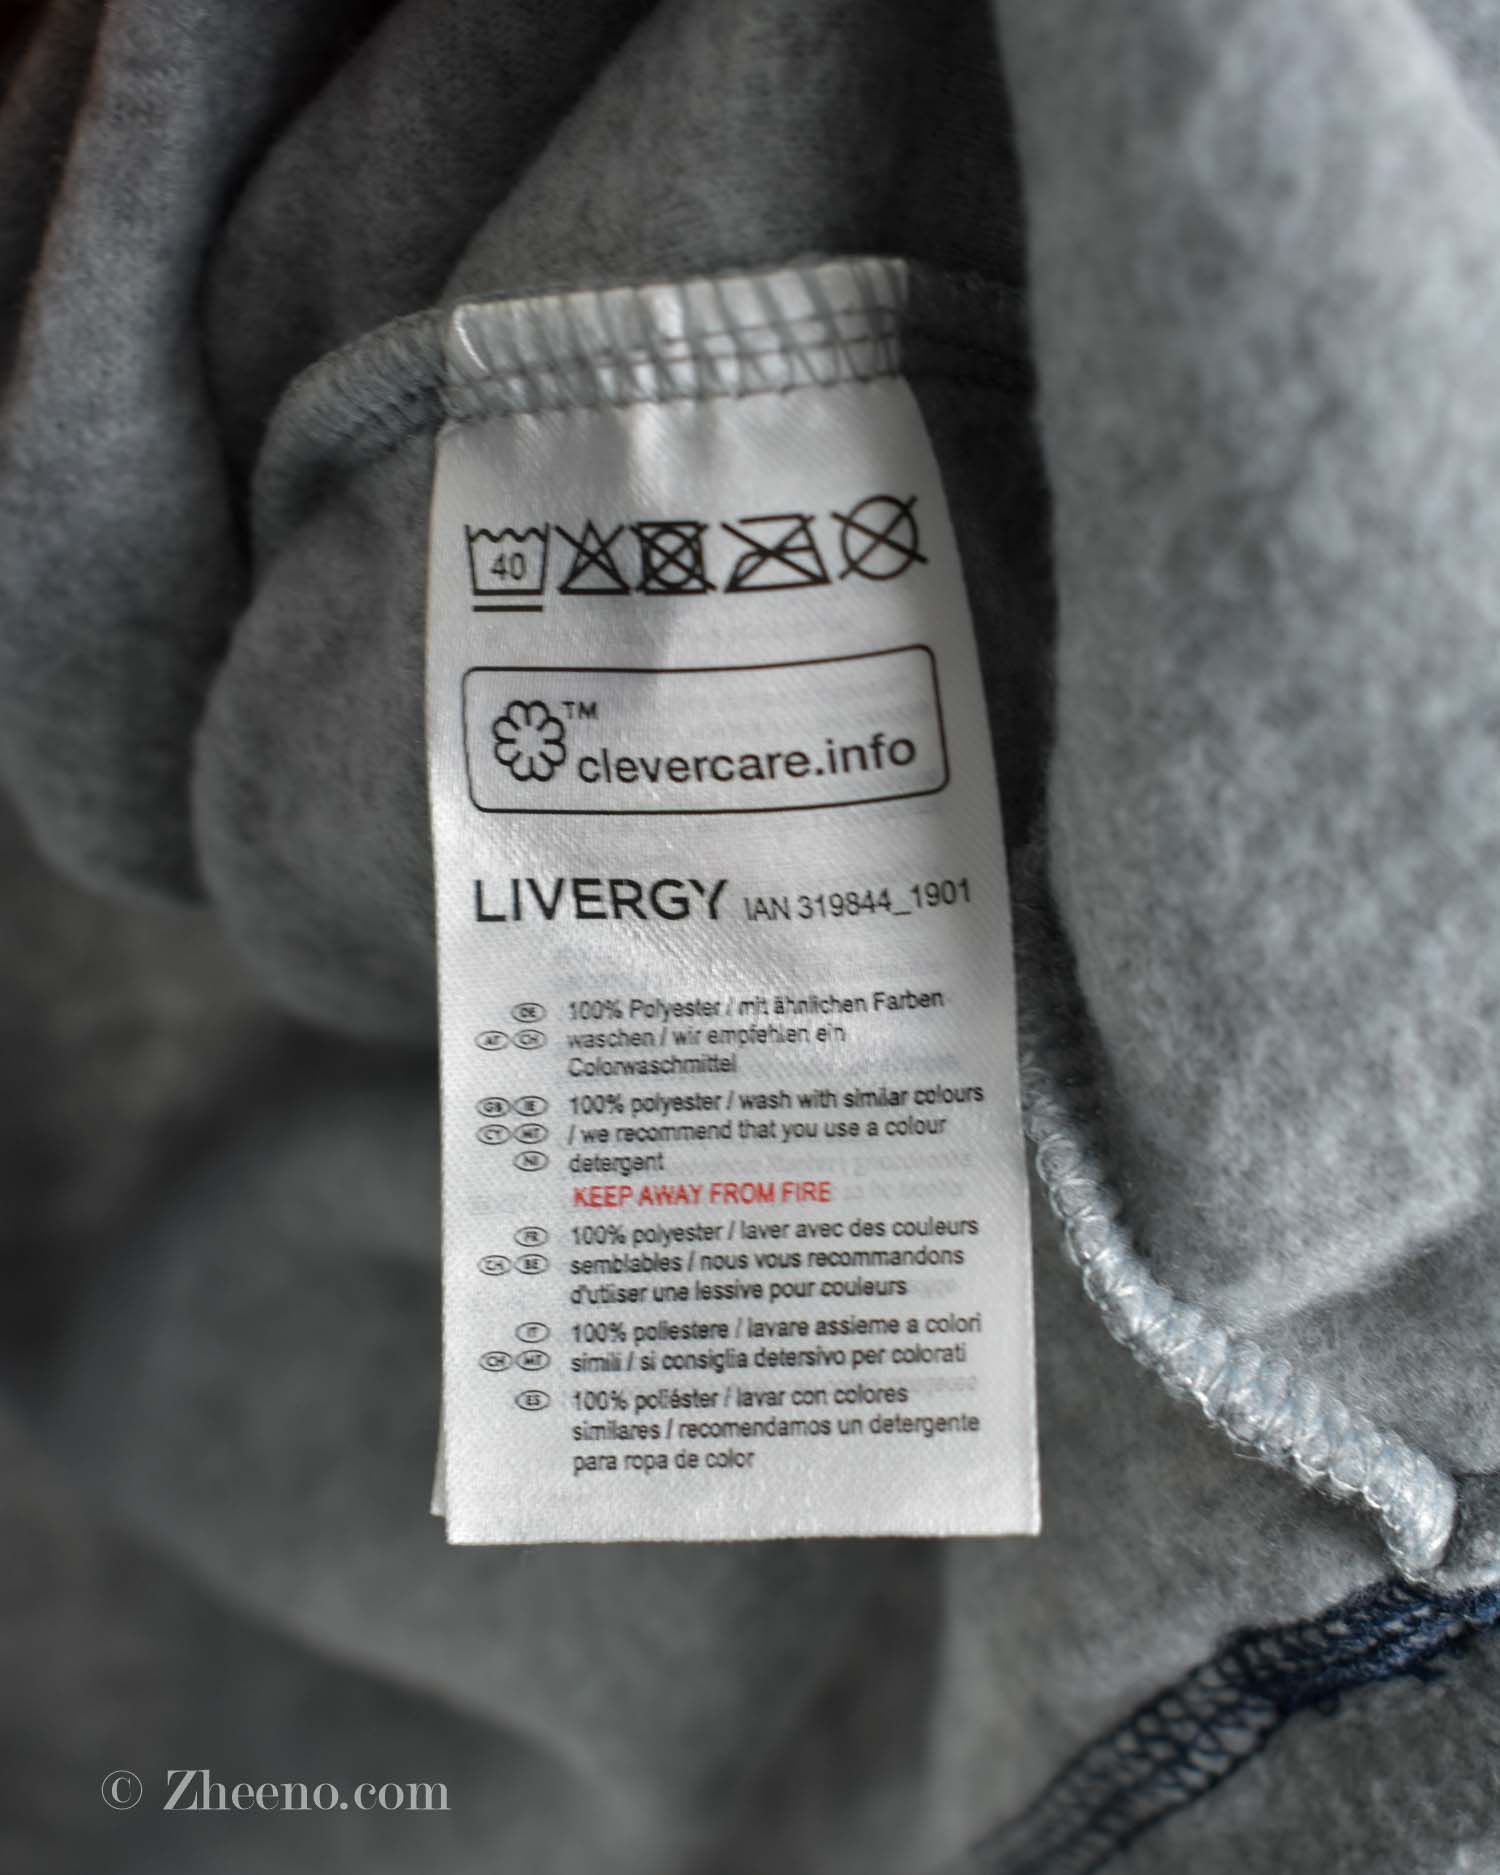 40
TM
clevercare.info
LIVERGY IAN 319844_1901
DE 100% Polyester / mit ähnlichen Farben
AT CH waschen / wir empfehlen ein
Colorwaschmittel
GB IE 100% polyester / wash with similar colours
CY MT / we recommend that you use a colour
NI detergent
KEEP AWAY FROM FIRE
FR 100% polyester / laver avec des couleurs
CH BE semblables / nous vous recommandons
d'utiliser une lessive pour couleurs
IT 100% poliestere / lavare assieme a colori
CH MT simili / si consiglia detersivo per colorati
ES 100% poliéster / lavar con colores
similares / recomendamos un detergente
para ropa de color
© Zheeno.com